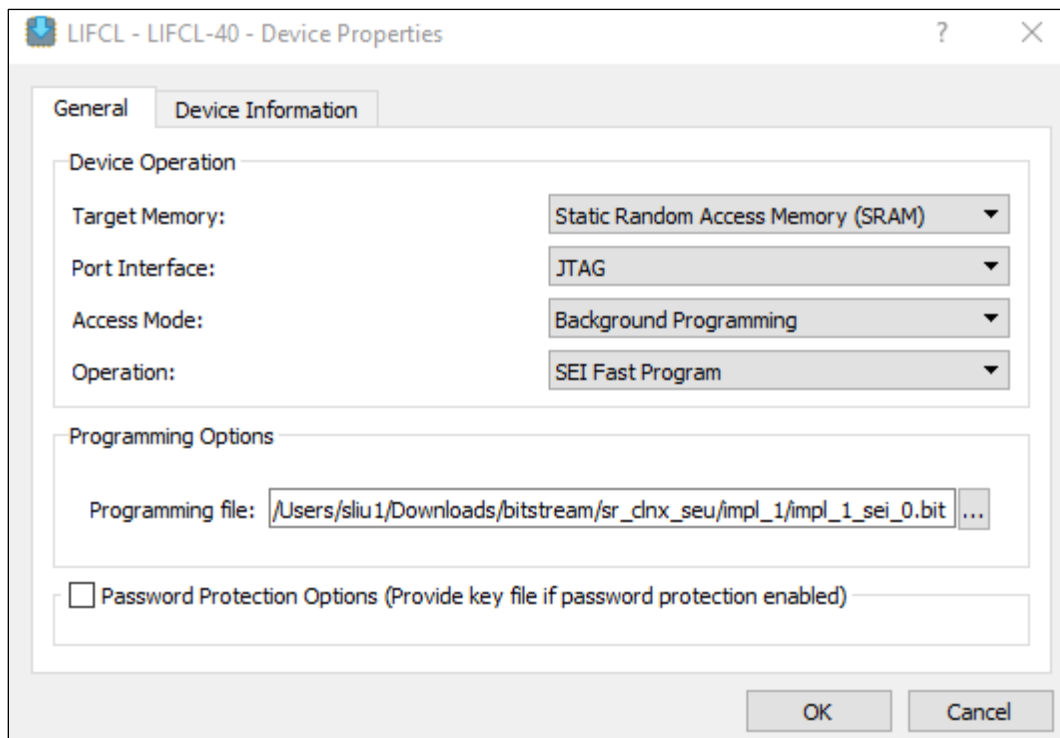 LIFCL - LIFCL-40 - Device Properties ?
General Device Information
Device Operation
Target Memory: Static Random Access Memory (SRAM)
Port Interface: JTAG
Access Mode: Background Programming
Operation: SEI Fast Program
Programming Options
Programming file: /Users/sliu1/Downloads/bitstream/sr_clnx_seu/impl_1/impl_1_sei_0.bit ...
Password Protection Options (Provide key file if password protection enabled)
OK Cancel